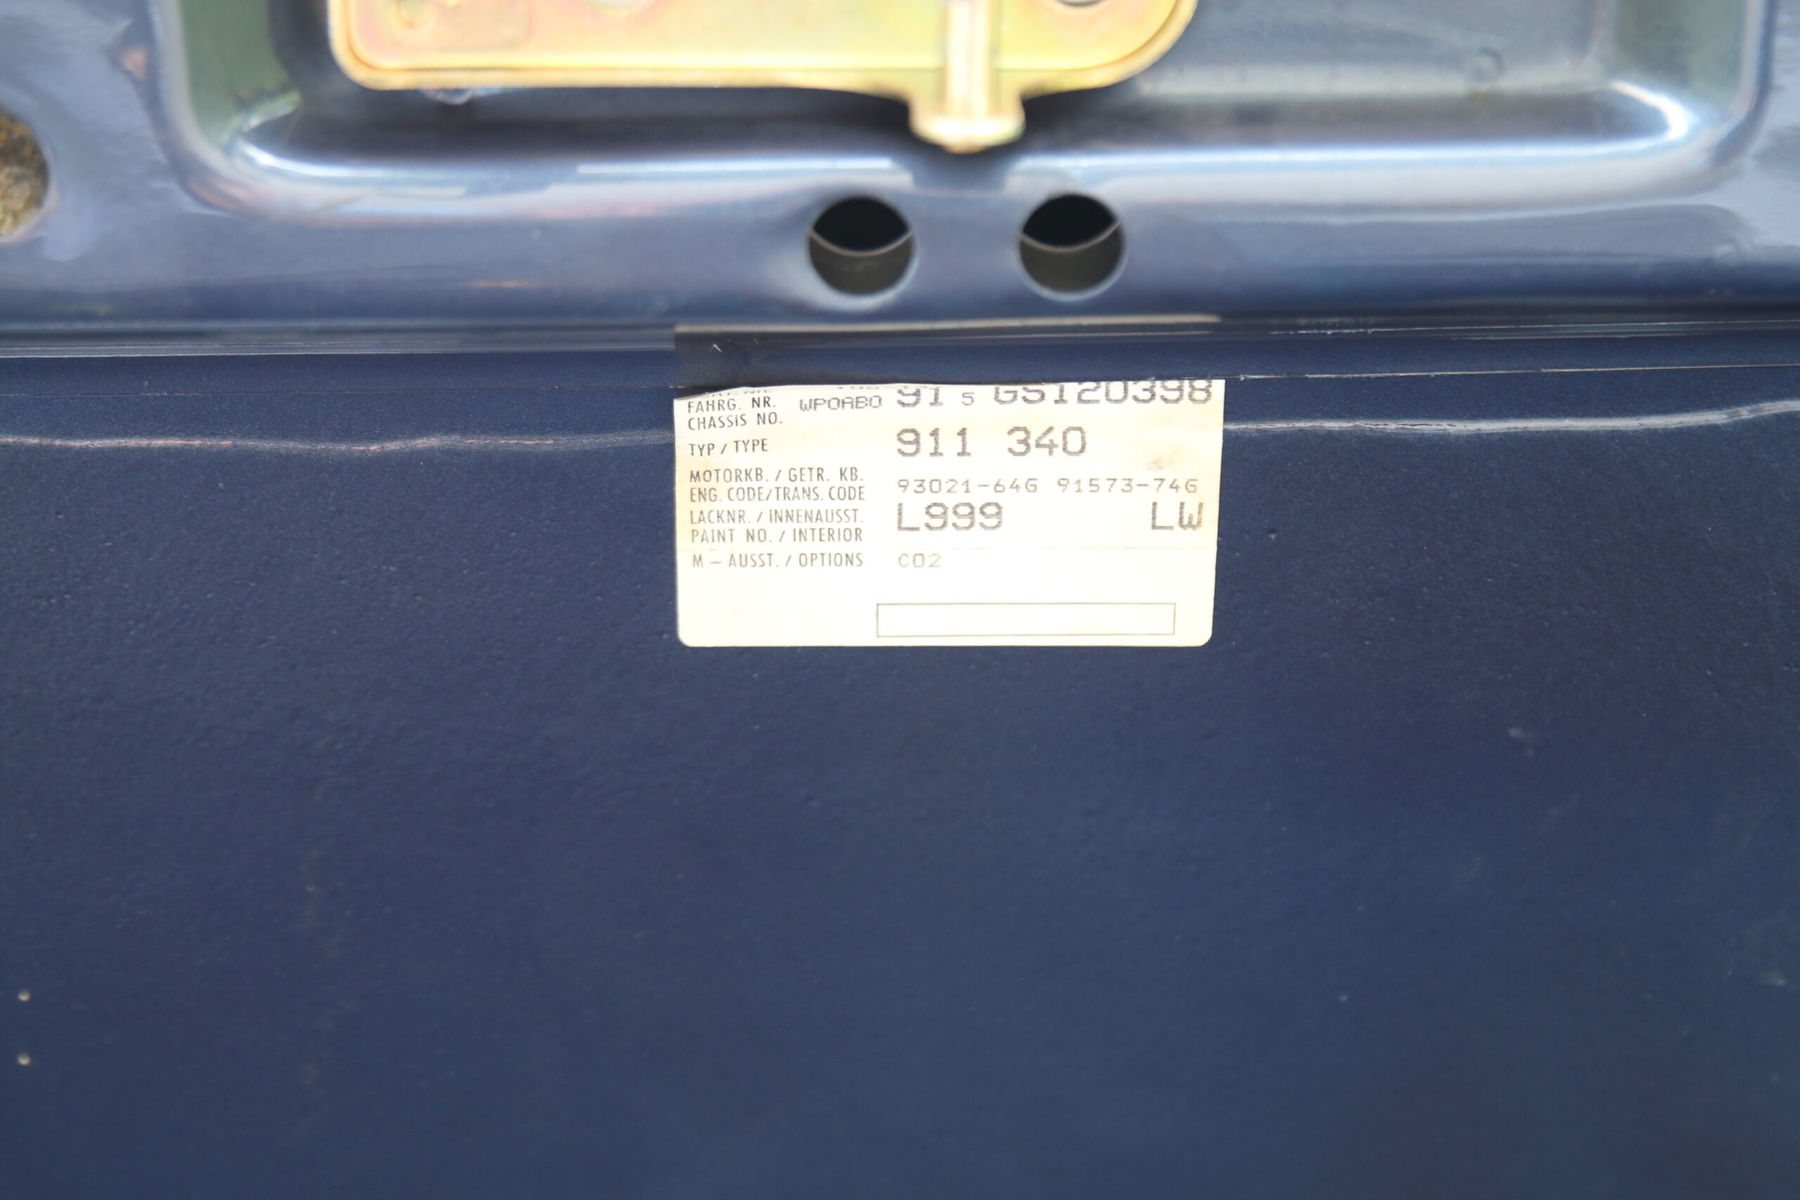 FAHRG. NR. WPOABO 91 5 GS120398
CHASSIS NO.
TYP / TYPE 911 340
MOTORKB. / GETR. KB.
ENG. CODE/TRANS. CODE 93021-64G 91573-74G
LACKNR. / INNENAUSST. L999 LW
PAINT NO. / INTERIOR
M – AUSST. / OPTIONS C02